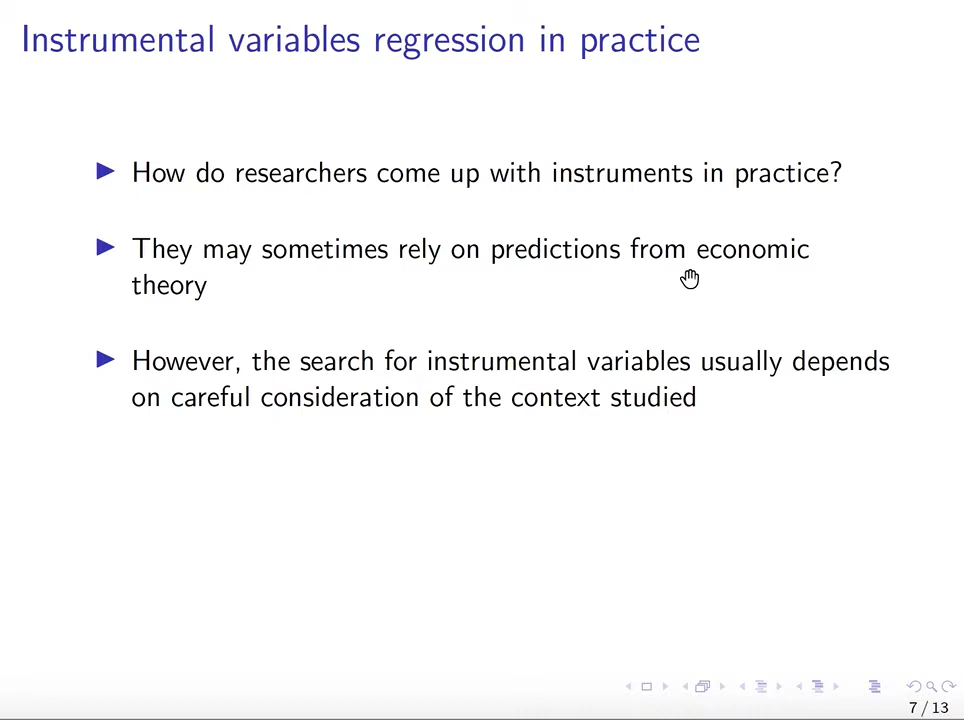 Instrumental variables regression in practice
How do researchers come up with instruments in practice?
They may sometimes rely on predictions from economic
theory
However, the search for instrumental variables usually depends
on careful consideration of the context studied
7 / 13